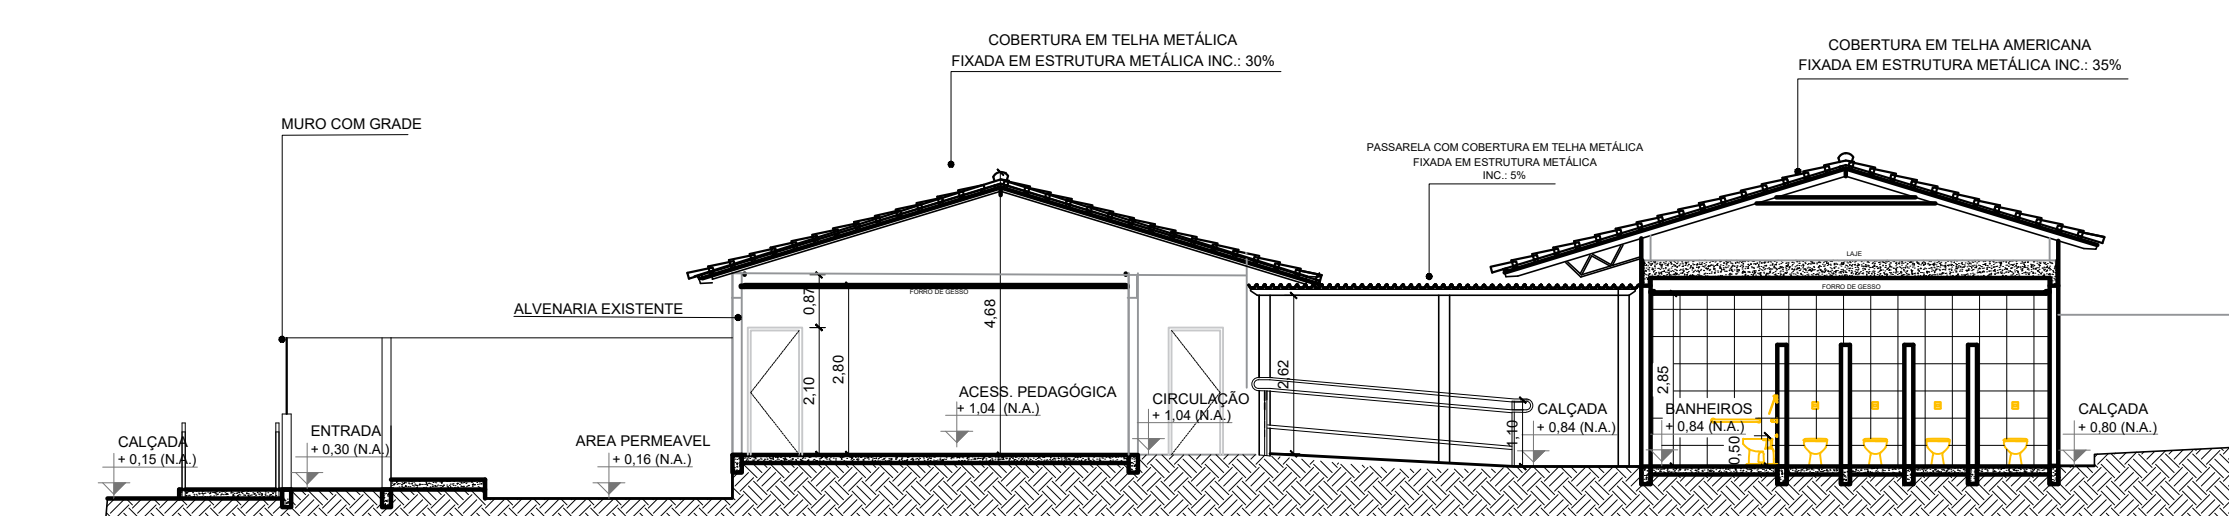 COBERTURA EM TELHA METÁLICA
FIXADA EM ESTRUTURA METÁLICA INC.: 30%
COBERTURA EM TELHA AMERICANA
FIXADA EM ESTRUTURA METÁLICA INC.: 35%
MURO COM GRADE
PASSARELA COM COBERTURA EM TELHA METÁLICA
FIXADA EM ESTRUTURA METÁLICA
INC.: 5%
LAJE
FORRO DE GESSO
FORRO DE GESSO
ALVENARIA EXISTENTE
0,87
4,68
2,10
2,80
2,62
2,85
1,10
0,50
ACESS. PEDAGÓGICA
+ 1,04 (N.A.)
CIRCULAÇÃO
+ 1,04 (N.A.)
CALÇADA
+ 0,84 (N.A.)
BANHEIROS
+ 0,84 (N.A.)
CALÇADA
+ 0,80 (N.A.)
CALÇADA
+ 0,15 (N.A.)
ENTRADA
+ 0,30 (N.A.)
AREA PERMEAVEL
+ 0,16 (N.A.)